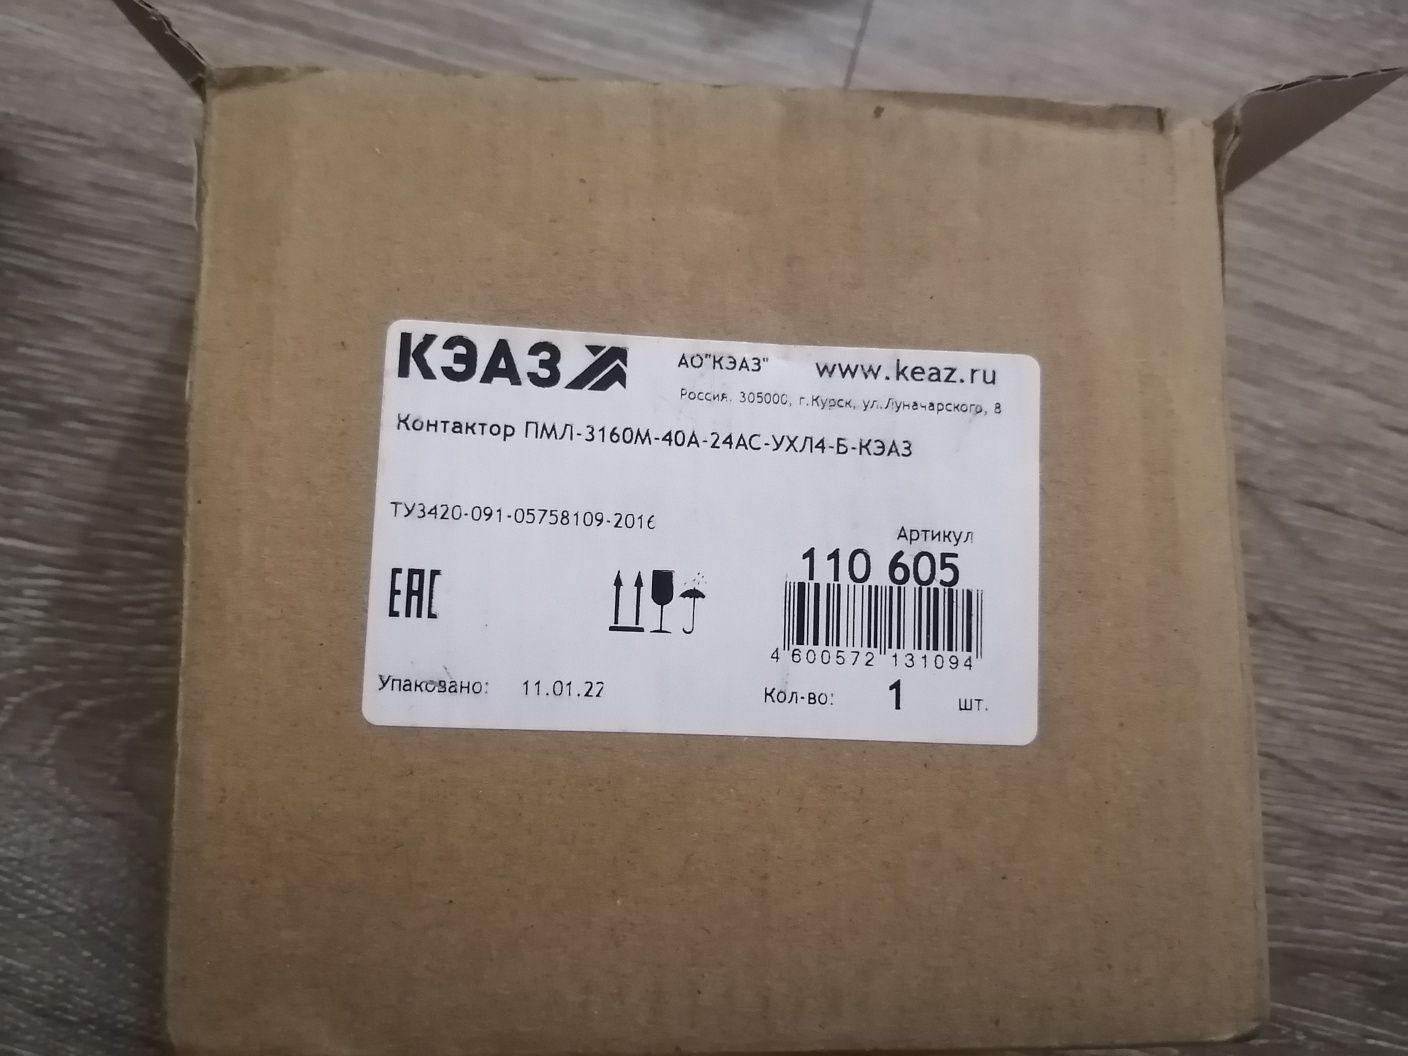 КЭАЗ
АО"КЭАЗ" www.keaz.ru
Россия, 305000, г.Курск, ул.Луначарского, 8
Контактор ПМЛ-3160М-40А-24АС-УХЛ4-Б-КЭАЗ
ТУ3420-091-05758109-2016
Артикул
110 605
EAC
4 600572 131094
Упаковано: 11.01.22
Кол-во: 1 шт.